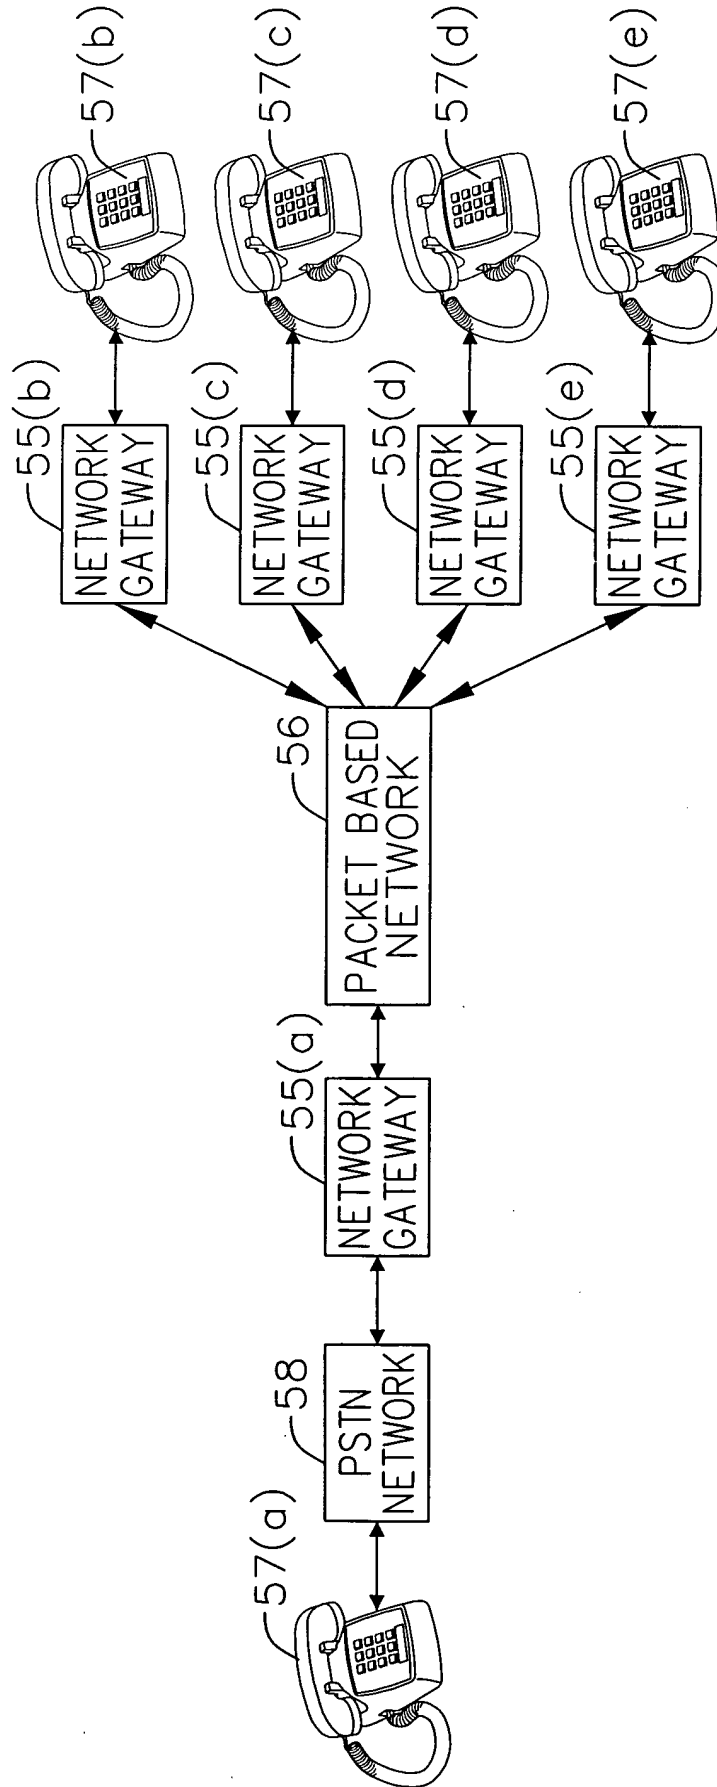 57(a)
58
PSTN
NETWORK
55(a)
NETWORK
GATEWAY
56
PACKET BASED
NETWORK
55(b)
NETWORK
GATEWAY
57(b)
55(c)
NETWORK
GATEWAY
57(c)
55(d)
NETWORK
GATEWAY
57(d)
55(e)
NETWORK
GATEWAY
57(e)